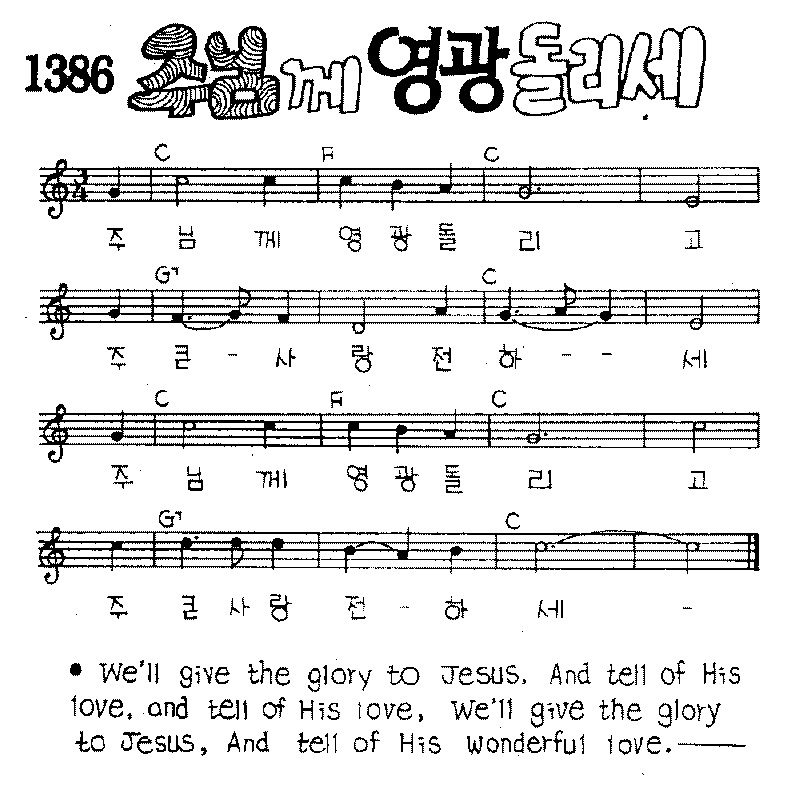 1386 주님께 영광 돌리세
C F C
주 님 께 영 광 돌 리 고
G7 C
주 큰 - 사 랑 전 하 - - 세
C F C
주 님 께 영 광 돌 리 고
G7 C
주 큰 사 랑 전 - 하 세 -
• We'll give the glory to Jesus. And tell of His
love, and tell of His love, We'll give the glory
to Jesus, And tell of His wonderful love.